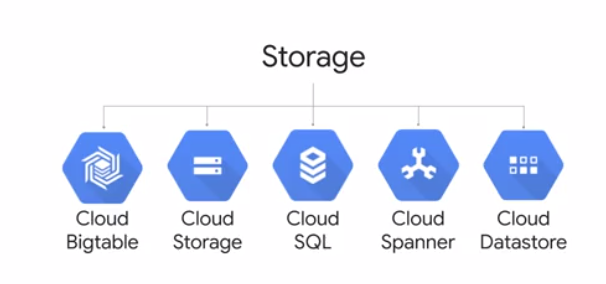 Storage
Cloud Bigtable
Cloud Storage
Cloud SQL
Cloud Spanner
Cloud Datastore